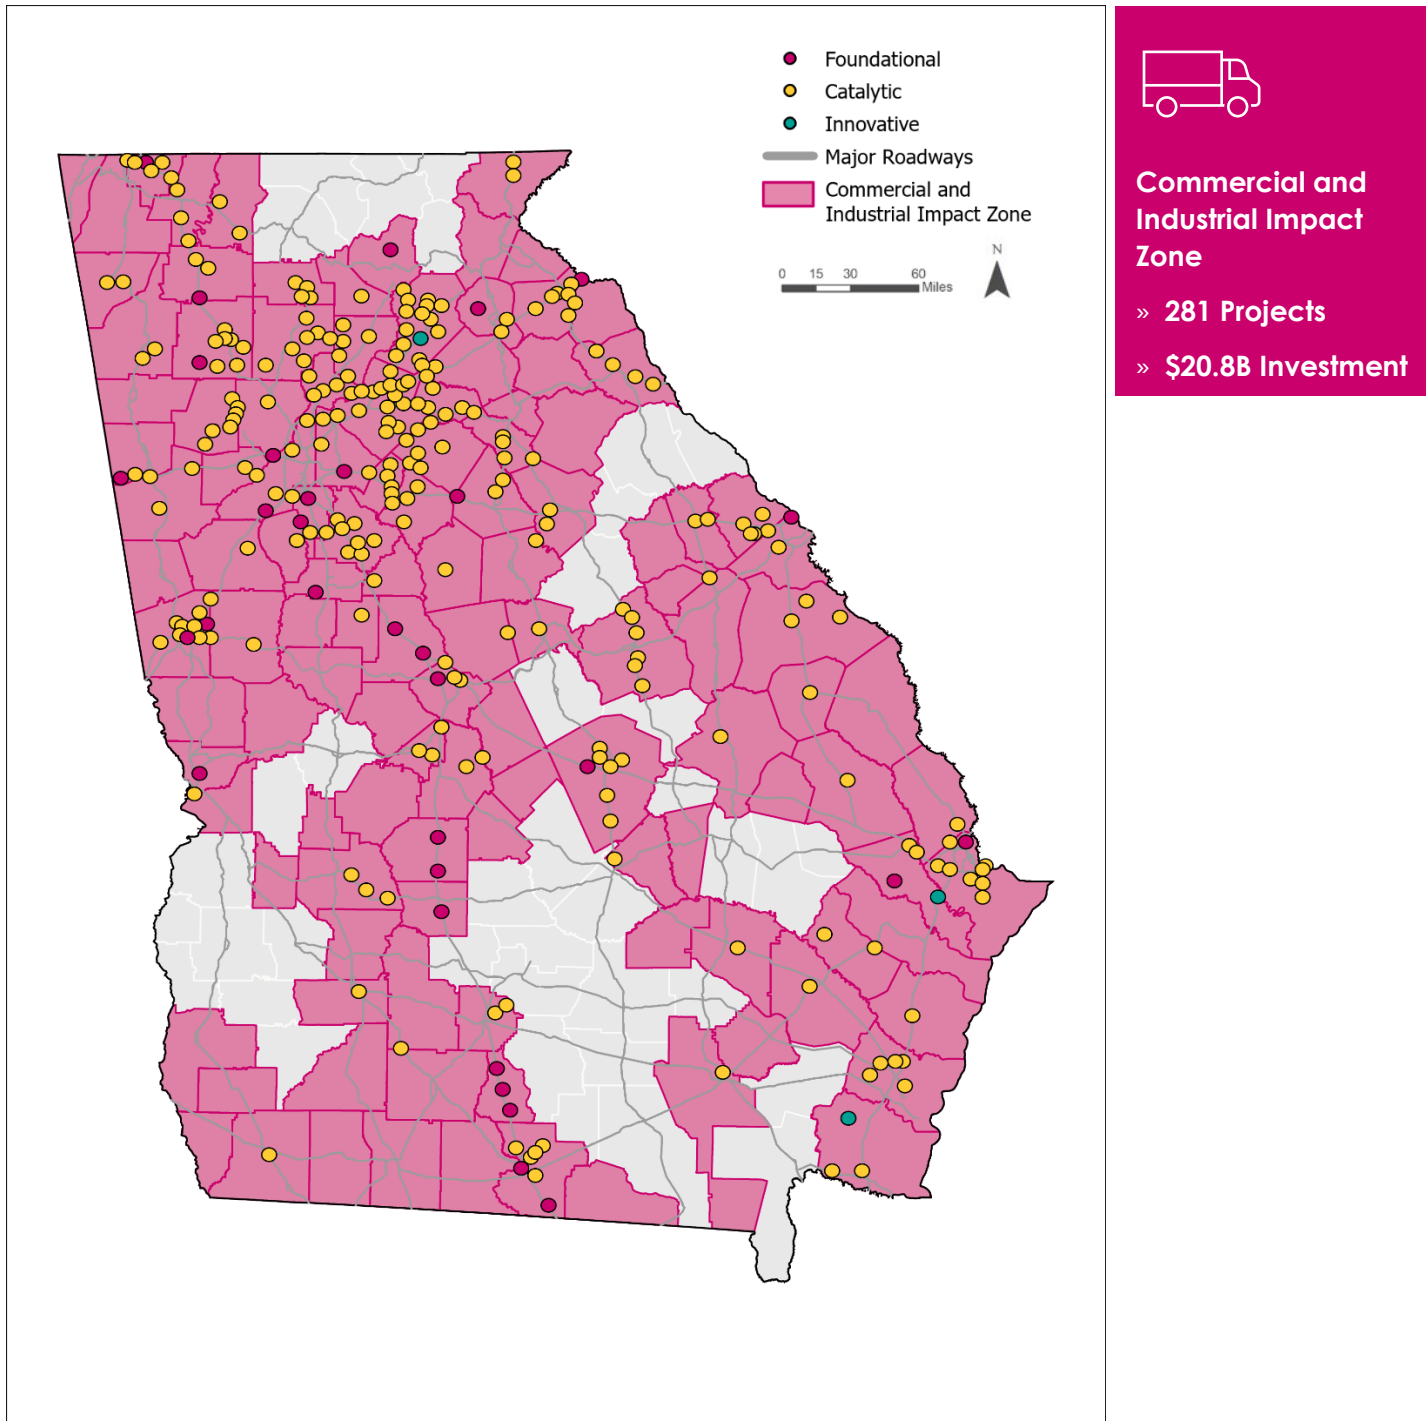 Foundational
Catalytic
Innovative
Major Roadways
Commercial and
Industrial Impact Zone
N
0 15 30 60
Miles
Commercial and
Industrial Impact
Zone
» 281 Projects
» $20.8B Investment